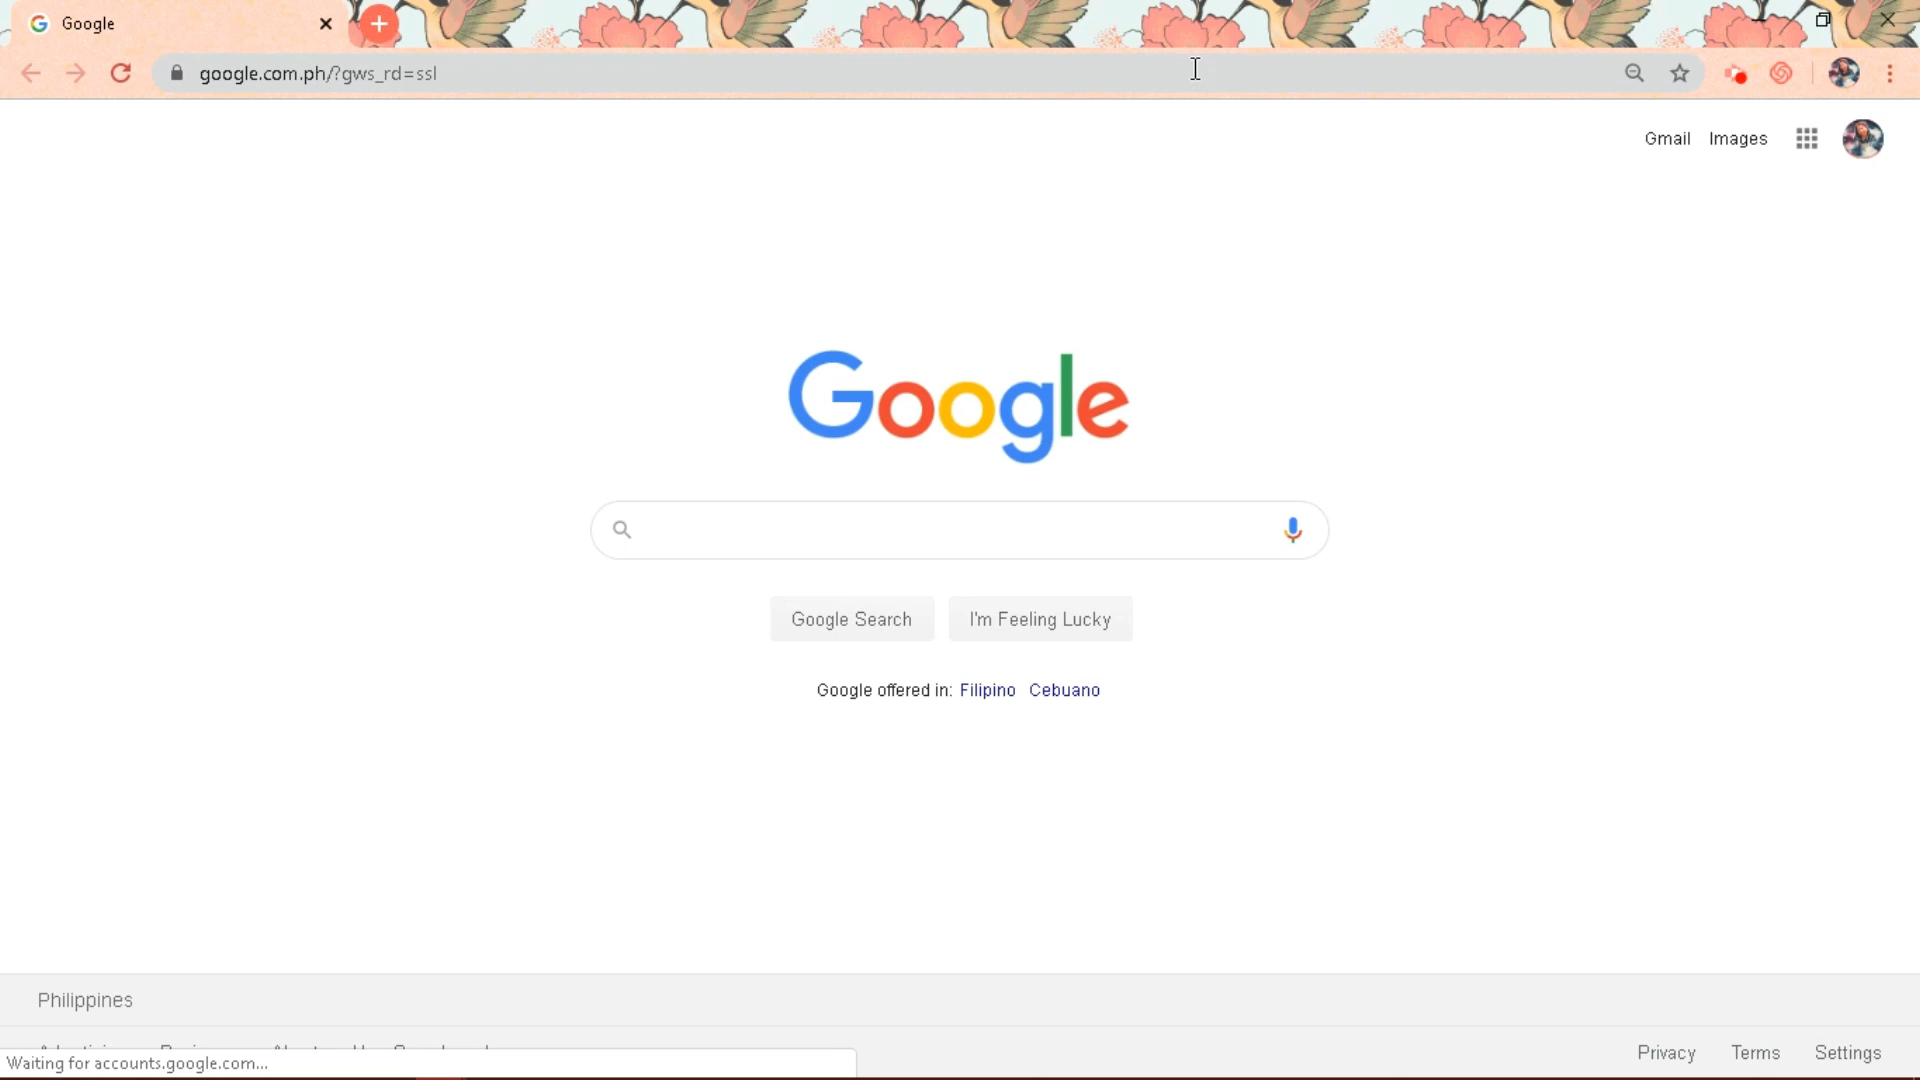 Google
google.com.ph/?gws_rd=ssl
Gmail Images
Google
Google Search I'm Feeling Lucky
Google offered in: Filipino Cebuano
Philippines
Privacy Terms Settings
Waiting for accounts.google.com...